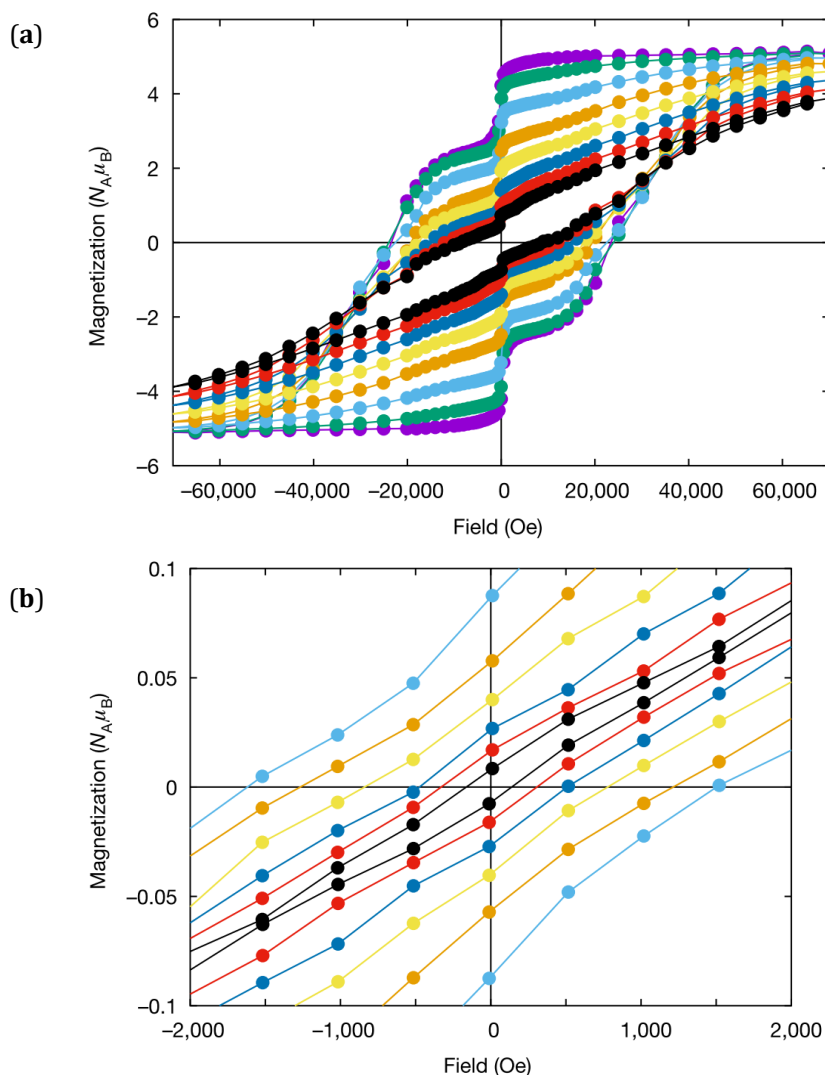 (a)
6
4
2
0
−2
−4
−6
Magnetization (N_Aμ_B)
−60,000 −40,000 −20,000 0 20,000 40,000 60,000
Field (Oe)
(b)
0.1
0.05
0
−0.05
−0.1
Magnetization (N_Aμ_B)
−2,000 −1,000 0 1,000 2,000
Field (Oe)